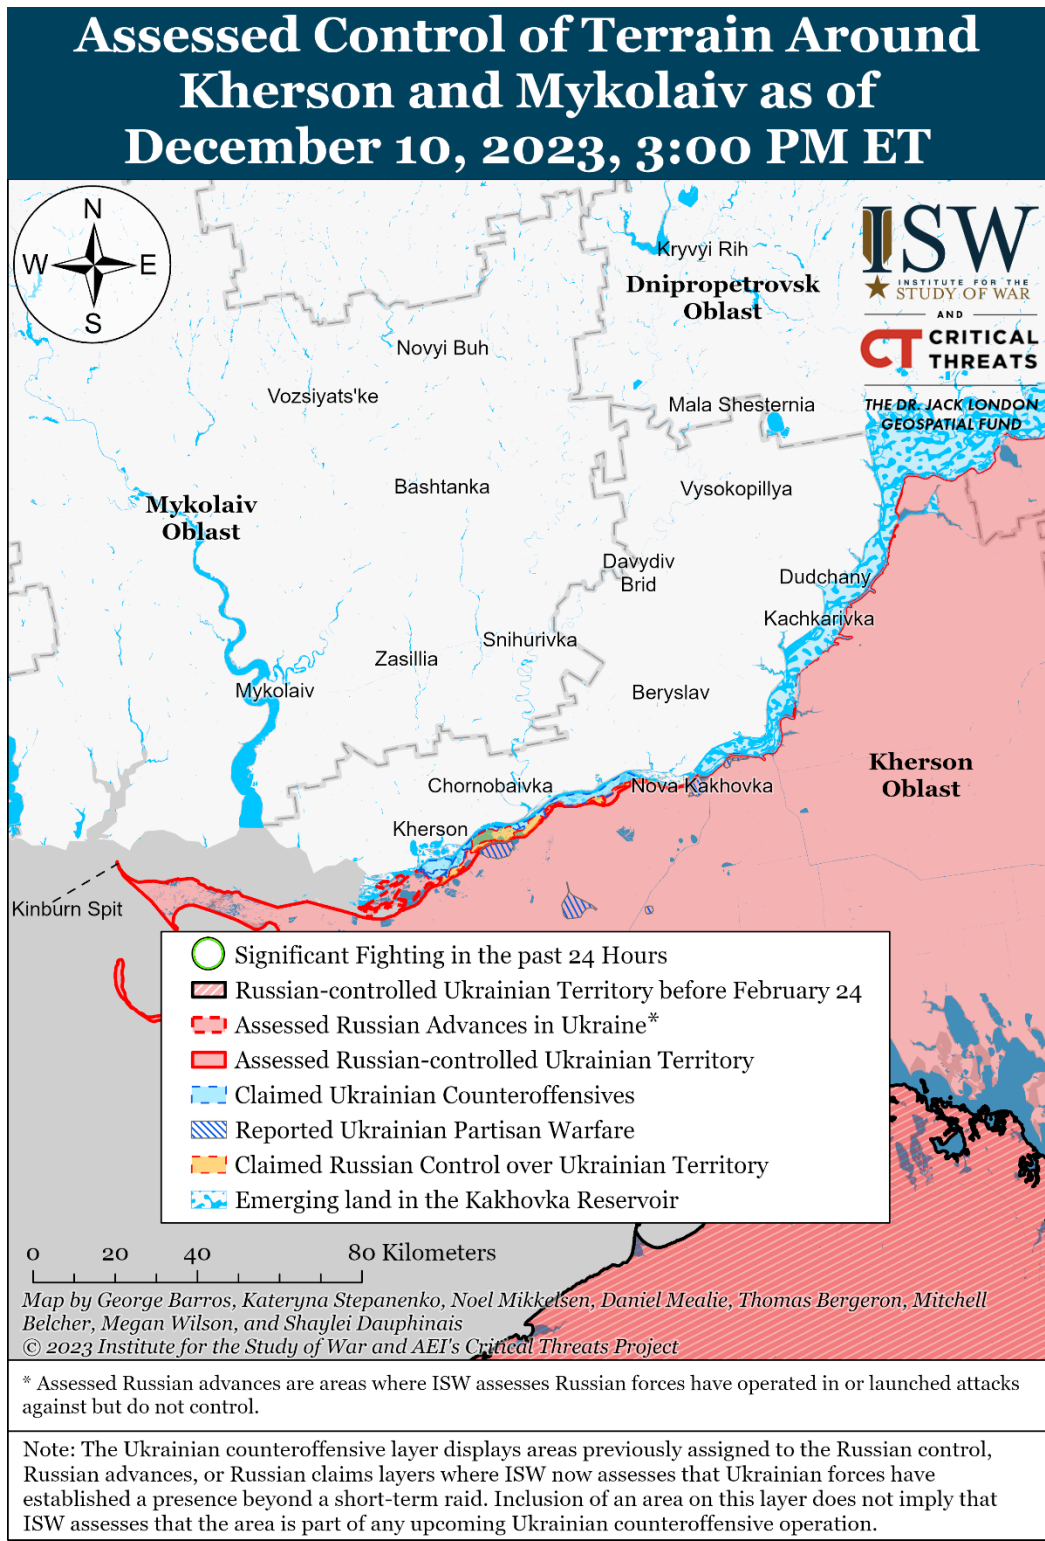 Assessed Control of Terrain Around
Kherson and Mykolaiv as of
December 10, 2023, 3:00 PM ET
N
W
E
S
ISW
INSTITUTE FOR THE
STUDY OF WAR
AND
CT CRITICAL
THREATS
THE DR. JACK LONDON
GEOSPATIAL FUND
Kryvyi Rih
Dnipropetrovsk
Oblast
Novyi Buh
Vozsiyats'ke
Mala Shesternia
Bashtanka
Vysokopillya
Mykolaiv
Oblast
Davydiv
Brid
Dudchany
Kachkarivka
Snihurivka
Zasillia
Mykolaiv
Beryslav
Kherson
Oblast
Chornobaivka
Nova Kakhovka
Kherson
Kinburn Spit
Significant Fighting in the past 24 Hours
Russian-controlled Ukrainian Territory before February 24
Assessed Russian Advances in Ukraine*
Assessed Russian-controlled Ukrainian Territory
Claimed Ukrainian Counteroffensives
Reported Ukrainian Partisan Warfare
Claimed Russian Control over Ukrainian Territory
Emerging land in the Kakhovka Reservoir
0 20 40 80 Kilometers
Map by George Barros, Kateryna Stepanenko, Noel Mikkelsen, Daniel Mealie, Thomas Bergeron, Mitchell
Belcher, Megan Wilson, and Shaylei Dauphinais
© 2023 Institute for the Study of War and AEI's Critical Threats Project
* Assessed Russian advances are areas where ISW assesses Russian forces have operated in or launched attacks
against but do not control.
Note: The Ukrainian counteroffensive layer displays areas previously assigned to the Russian control,
Russian advances, or Russian claims layers where ISW now assesses that Ukrainian forces have
established a presence beyond a short-term raid. Inclusion of an area on this layer does not imply that
ISW assesses that the area is part of any upcoming Ukrainian counteroffensive operation.